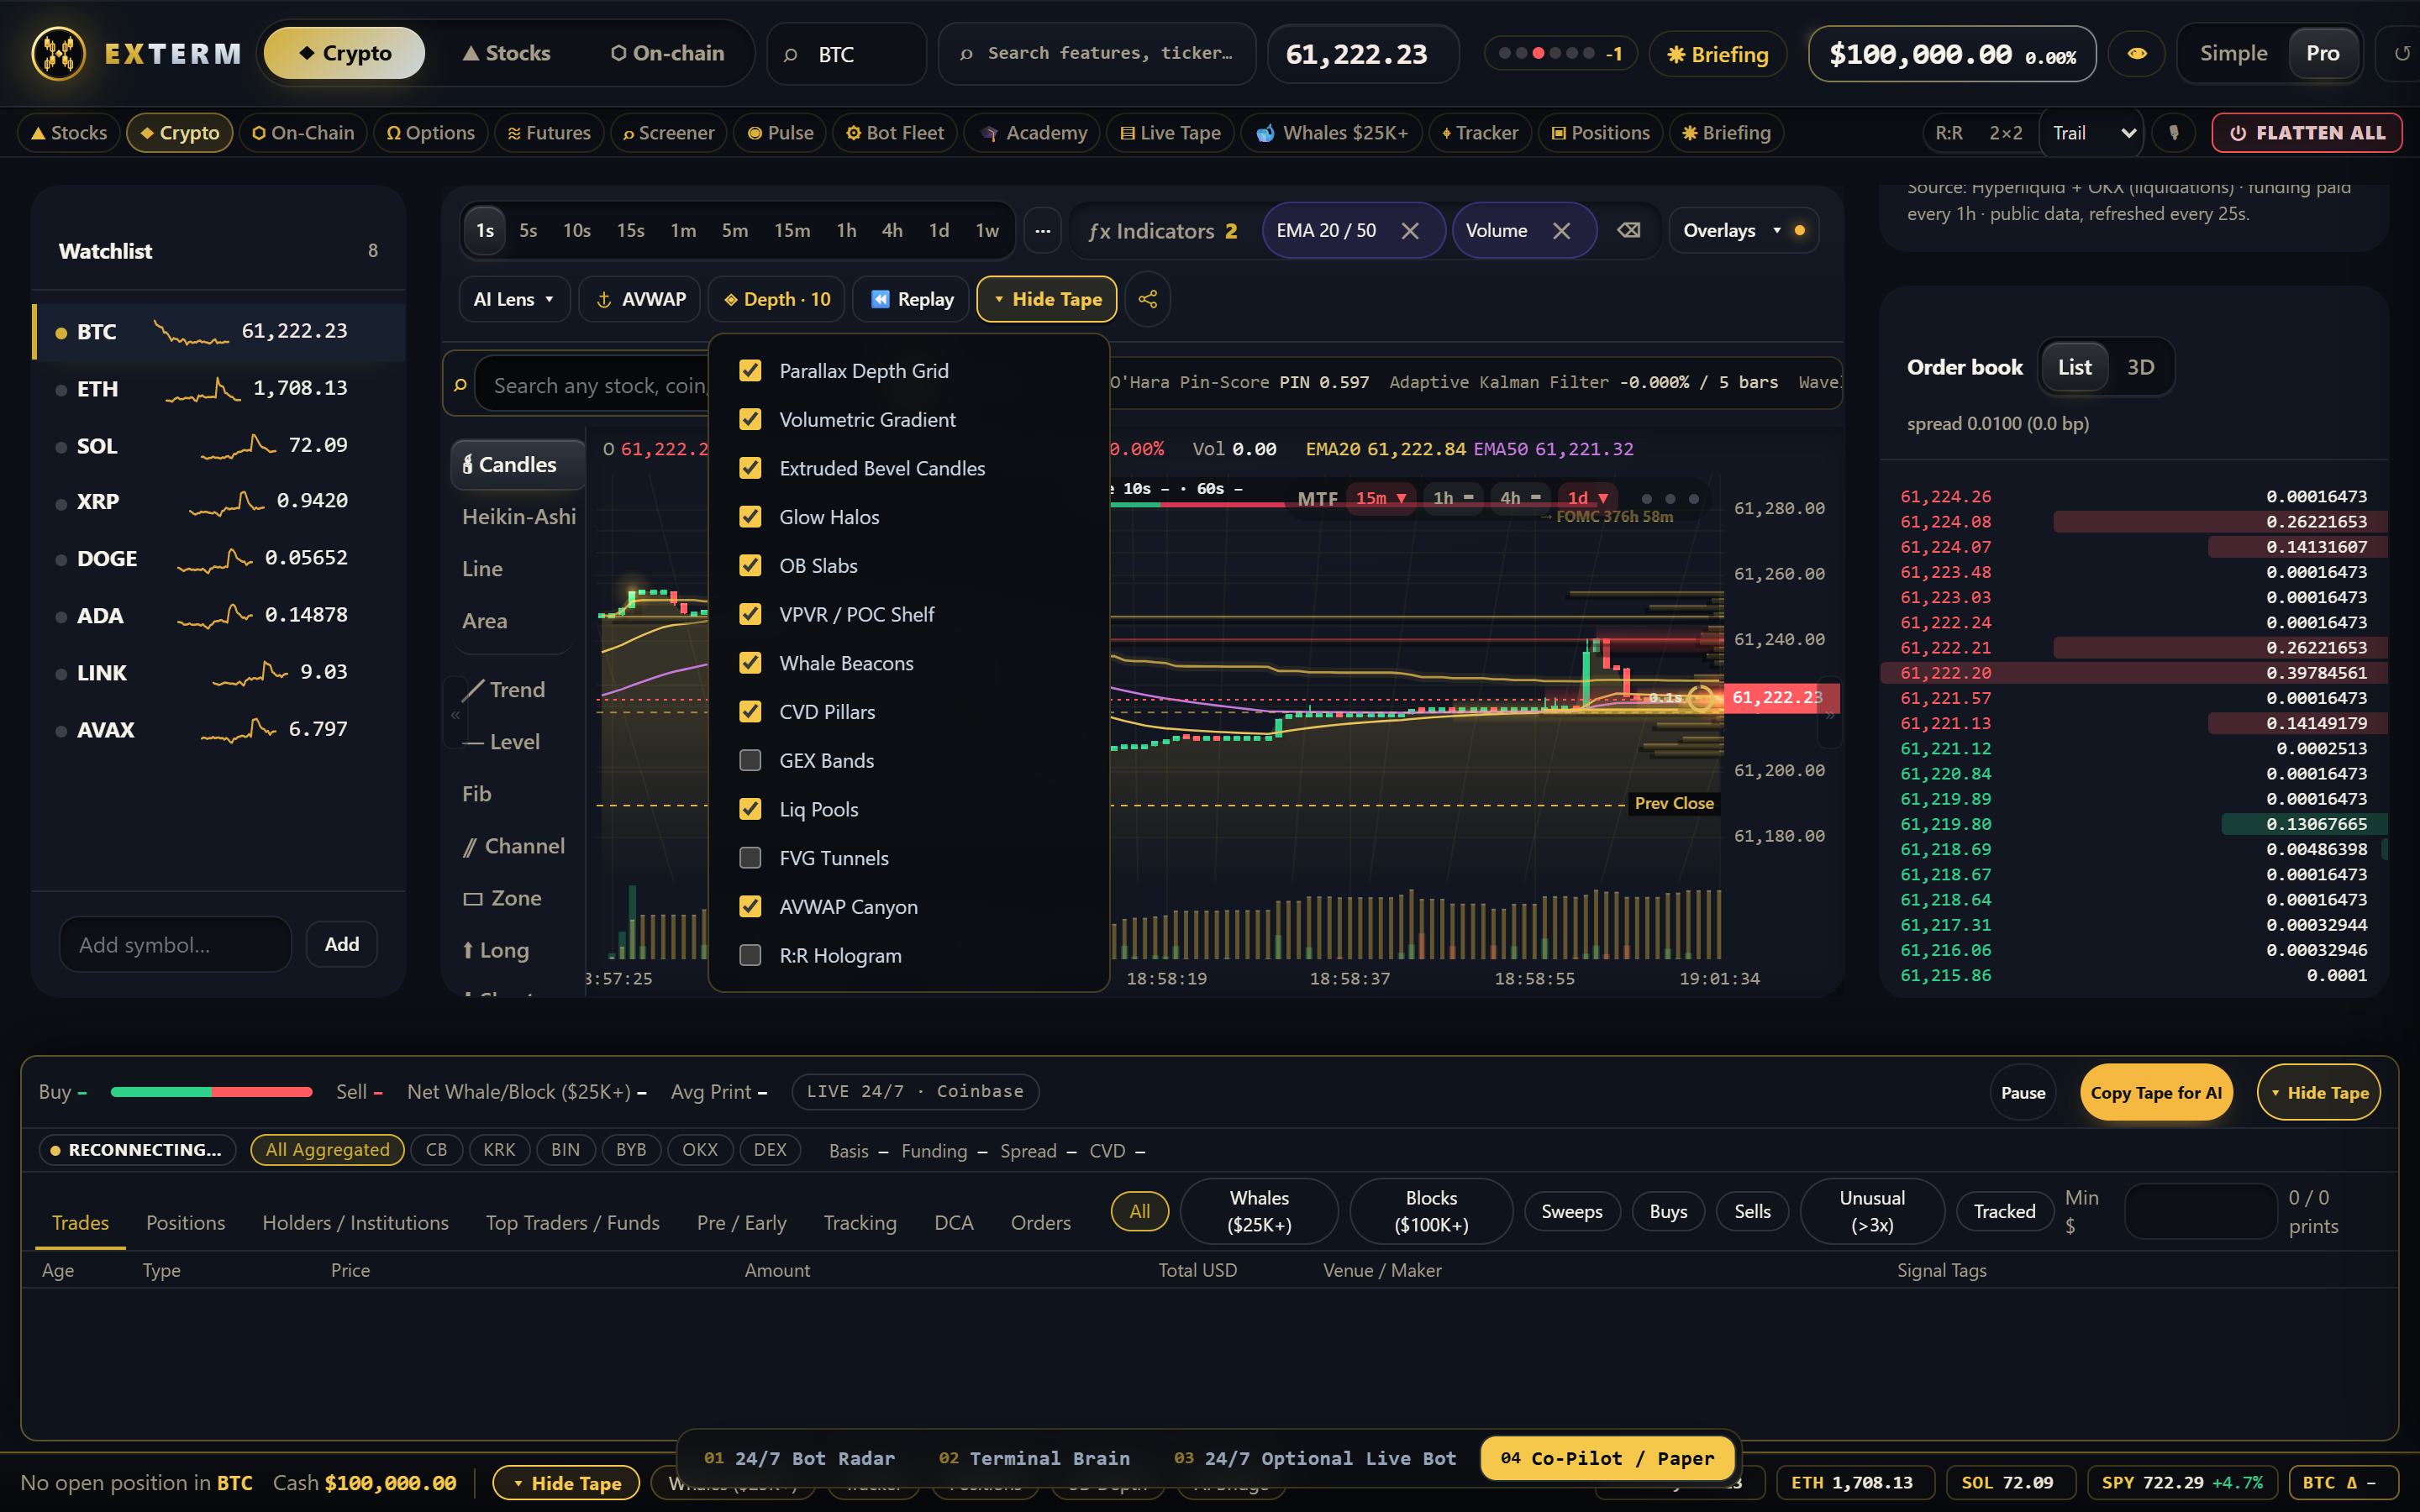 EXTERM
Crypto
Stocks
On-chain
BTC
Search features, ticker…
61,222.23
-1
Briefing
$100,000.00 0.00%
Simple
Pro
Stocks
Crypto
On-Chain
Options
Futures
Screener
Pulse
Bot Fleet
Academy
Live Tape
Whales $25K+
Tracker
Positions
Briefing
R:R
2×2
Trail
FLATTEN ALL
Watchlist 8
BTC 61,222.23
ETH 1,708.13
SOL 72.09
XRP 0.9420
DOGE 0.05652
ADA 0.14878
LINK 9.03
AVAX 6.797
Add symbol…
Add
1s 5s 10s 15s 1m 5m 15m 1h 4h 1d 1w ···
ƒx Indicators 2
EMA 20 / 50
Volume
Overlays
AI Lens
AVWAP
Depth · 10
Replay
Hide Tape
Search any stock, coin,
O'Hara Pin-Score PIN 0.597 Adaptive Kalman Filter -0.000% / 5 bars
Parallax Depth Grid
Volumetric Gradient
Extruded Bevel Candles
Glow Halos
OB Slabs
VPVR / POC Shelf
Whale Beacons
CVD Pillars
GEX Bands
Liq Pools
FVG Tunnels
AVWAP Canyon
R:R Hologram
Candles
Heikin-Ashi
Line
Area
Trend
Level
Fib
Channel
Zone
Long
O 61,222.2
0.00% Vol 0.00 EMA20 61,222.84 EMA50 61,221.32
10s – · 60s –
MTF 15m ▼ 1h 4h 1d ▼
→ FOMC 376h 58m
61,280.00
61,260.00
61,240.00
0.1s
61,222.23
61,200.00
Prev Close
61,180.00
3:57:25
18:58:19
18:58:37
18:58:55
19:01:34
Source: Hyperliquid + OKX (liquidations) · funding paid
every 1h · public data, refreshed every 25s.
Order book
List
3D
spread 0.0100 (0.0 bp)
61,224.26 0.00016473
61,224.08 0.26221653
61,224.07 0.14131607
61,223.48 0.00016473
61,223.03 0.00016473
61,222.24 0.00016473
61,222.21 0.26221653
61,222.20 0.39784561
61,221.57 0.00016473
61,221.13 0.14149179
61,221.12 0.0002513
61,220.84 0.00016473
61,219.89 0.00016473
61,219.80 0.13067665
61,218.69 0.00486398
61,218.67 0.00016473
61,218.64 0.00016473
61,217.31 0.00032944
61,216.06 0.00032946
61,215.86 0.0001
Buy –
Sell –
Net Whale/Block ($25K+) –
Avg Print –
LIVE 24/7 · Coinbase
Pause
Copy Tape for AI
Hide Tape
RECONNECTING…
All Aggregated
CB
KRK
BIN
BYB
OKX
DEX
Basis – Funding – Spread – CVD –
Trades
Positions
Holders / Institutions
Top Traders / Funds
Pre / Early
Tracking
DCA
Orders
All
Whales ($25K+)
Blocks ($100K+)
Sweeps
Buys
Sells
Unusual (>3x)
Tracked
Min $
0 / 0 prints
Age Type Price Amount Total USD Venue / Maker Signal Tags
01 24/7 Bot Radar
02 Terminal Brain
03 24/7 Optional Live Bot
04 Co-Pilot / Paper
No open position in BTC Cash $100,000.00
Hide Tape
ETH 1,708.13
SOL 72.09
SPY 722.29 +4.7%
BTC Δ –